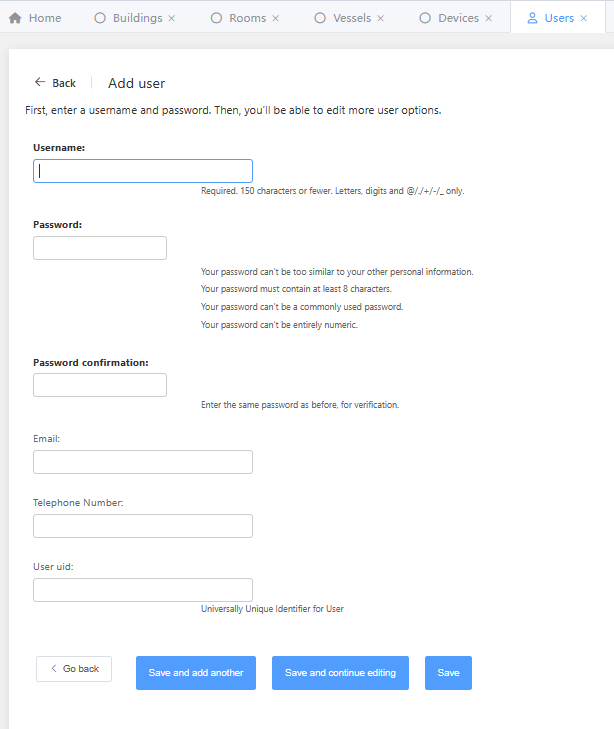 Home Buildings × Rooms × Vessels × Devices × Users ×
← Back Add user
First, enter a username and password. Then, you'll be able to edit more user options.
Username:
Required. 150 characters or fewer. Letters, digits and @/./+/-/_ only.
Password:
Your password can't be too similar to your other personal information.
Your password must contain at least 8 characters.
Your password can't be a commonly used password.
Your password can't be entirely numeric.
Password confirmation:
Enter the same password as before, for verification.
Email:
Telephone Number:
User uid:
Universally Unique Identifier for User
< Go back Save and add another Save and continue editing Save